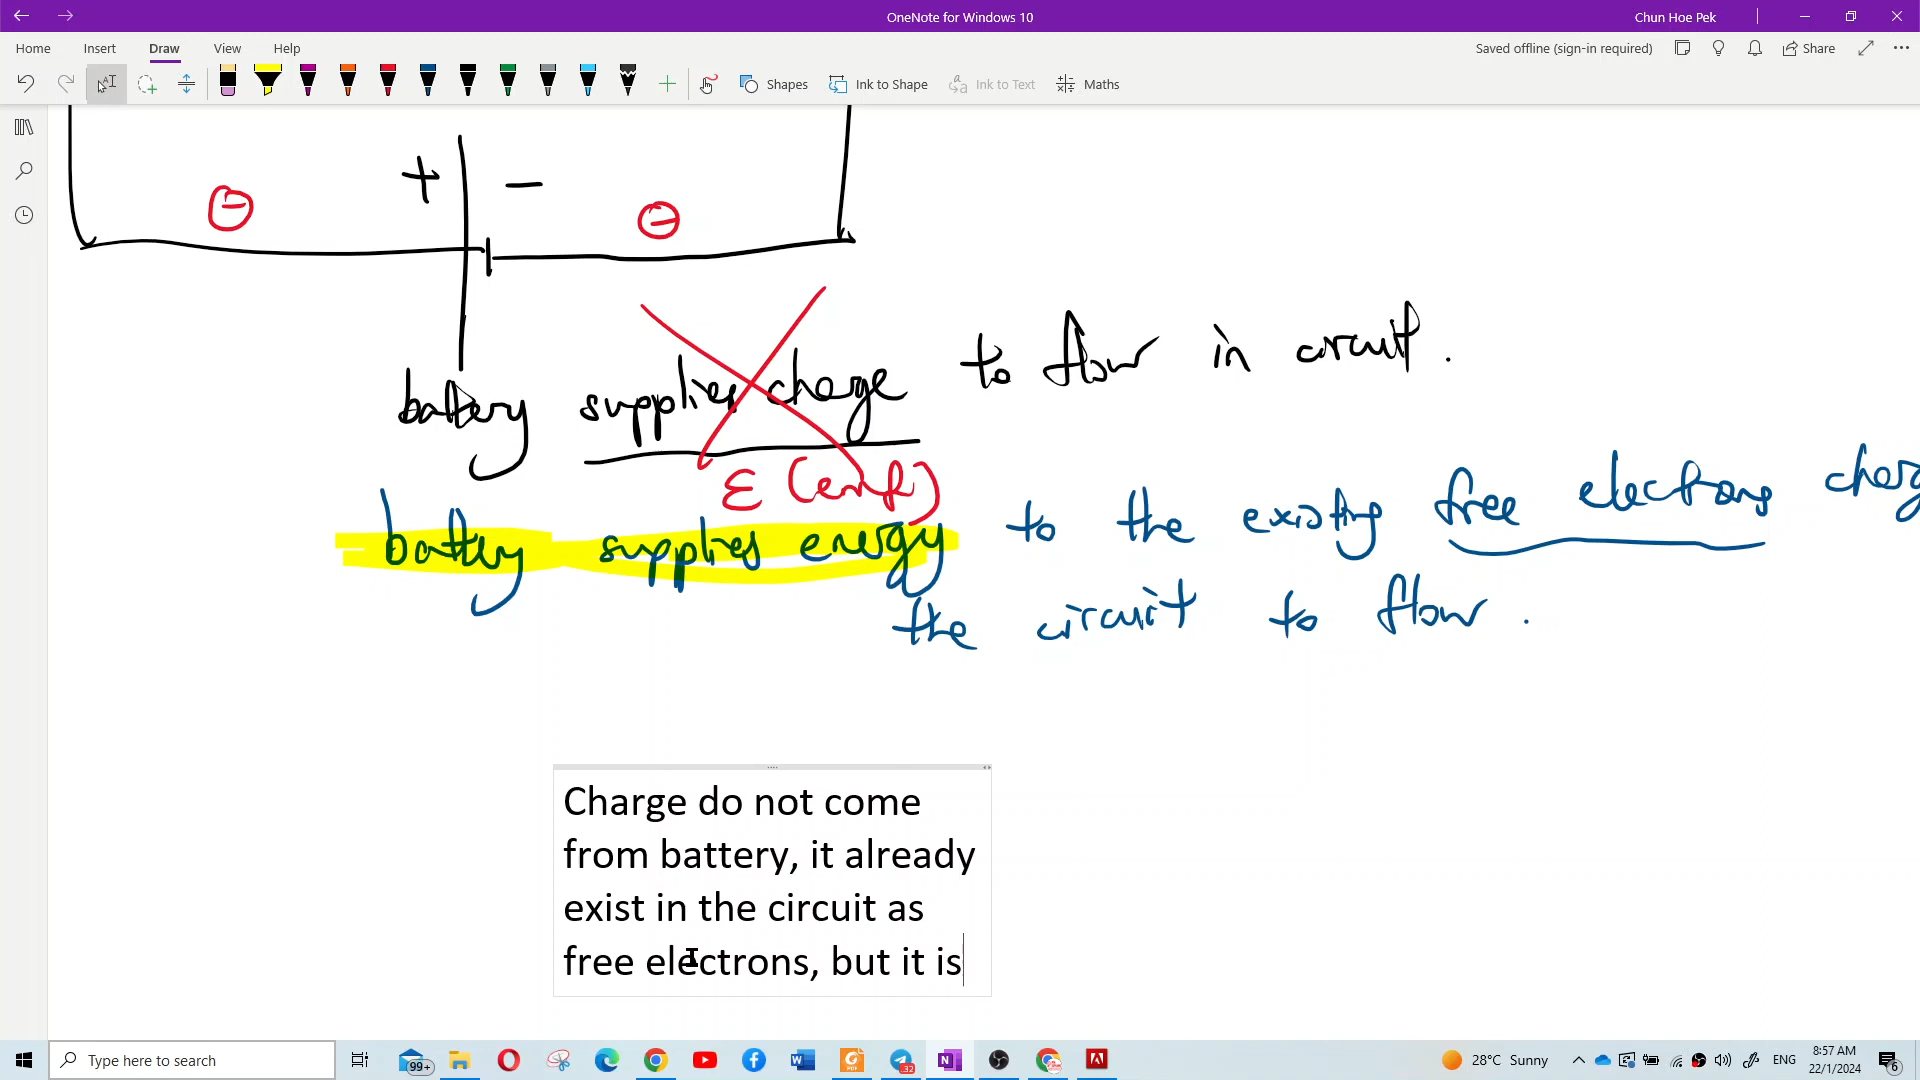 OneNote for Windows 10
Chun Hoe Pek
Home Insert Draw View Help
Saved offline (sign-in required)
Share
Shapes
Ink to Shape
Ink to Text
Maths
+ -
battery supplies charge to flow in circuit.
ε (emf)
battery supplies energy to the existing free electrons
the circuit to flow.
Charge do not come
from battery, it already
exist in the circuit as
free electrons, but it is
Type here to search
99+
32
28°C Sunny
ENG
8:57 AM
22/1/2024
6